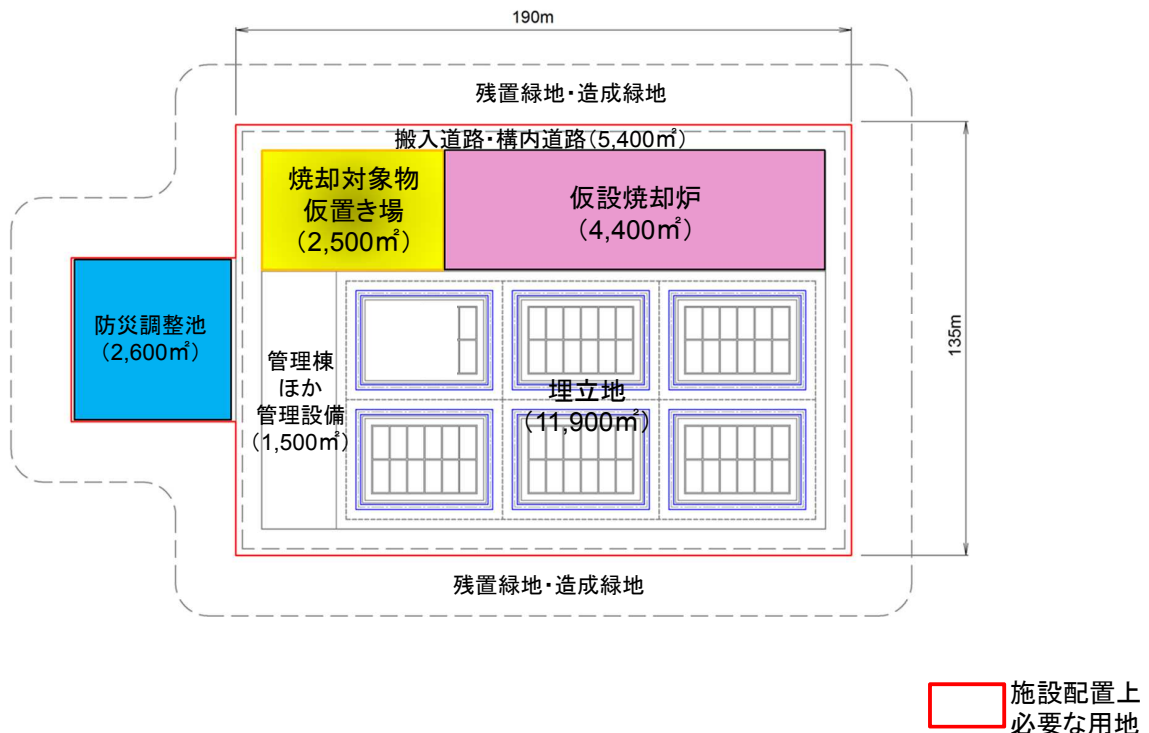 190m
残置緑地・造成緑地
搬入道路・構内道路(5,400㎡)
焼却対象物
仮置き場
(2,500㎡)
仮設焼却炉
(4,400㎡)
135m
防災調整池
(2,600㎡)
管理棟
ほか
管理設備
(1,500㎡)
埋立地
(11,900㎡)
残置緑地・造成緑地
施設配置上
必要な用地